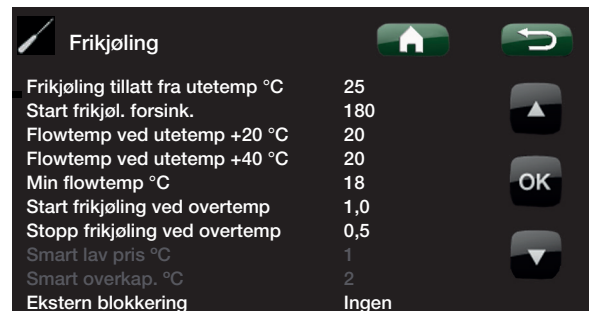 Frikjøling
Frikjøling tillatt fra utetemp °C 25
Start frikjøl. forsink. 180
Flowtemp ved utetemp +20 °C 20
Flowtemp ved utetemp +40 °C 20
Min flowtemp °C 18
Start frikjøling ved overtemp 1,0
Stopp frikjøling ved overtemp 0,5
Smart lav pris ºC 1
Smart overkap. ºC 2
Ekstern blokkering Ingen
OK